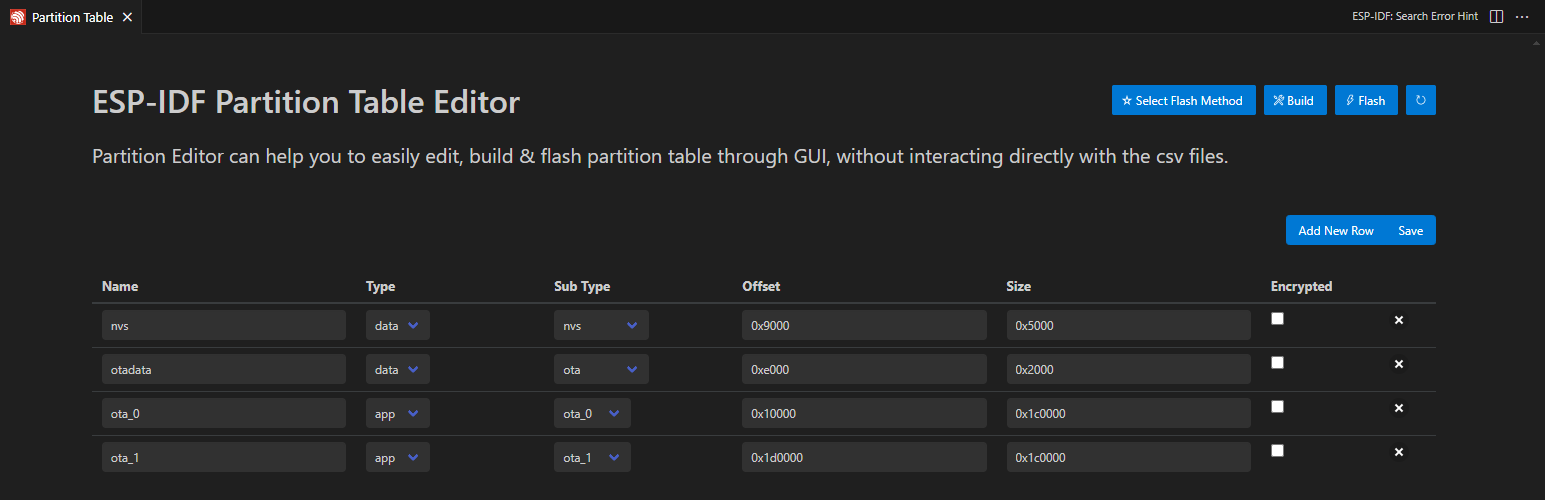 Partition Table
ESP-IDF: Search Error Hint
ESP-IDF Partition Table Editor
Select Flash Method Build Flash
Partition Editor can help you to easily edit, build & flash partition table through GUI, without interacting directly with the csv files.
Add New Row Save
Name Type Sub Type Offset Size Encrypted
nvs data nvs 0x9000 0x5000
otadata data ota 0xe000 0x2000
ota_0 app ota_0 0x10000 0x1c0000
ota_1 app ota_1 0x1d0000 0x1c0000